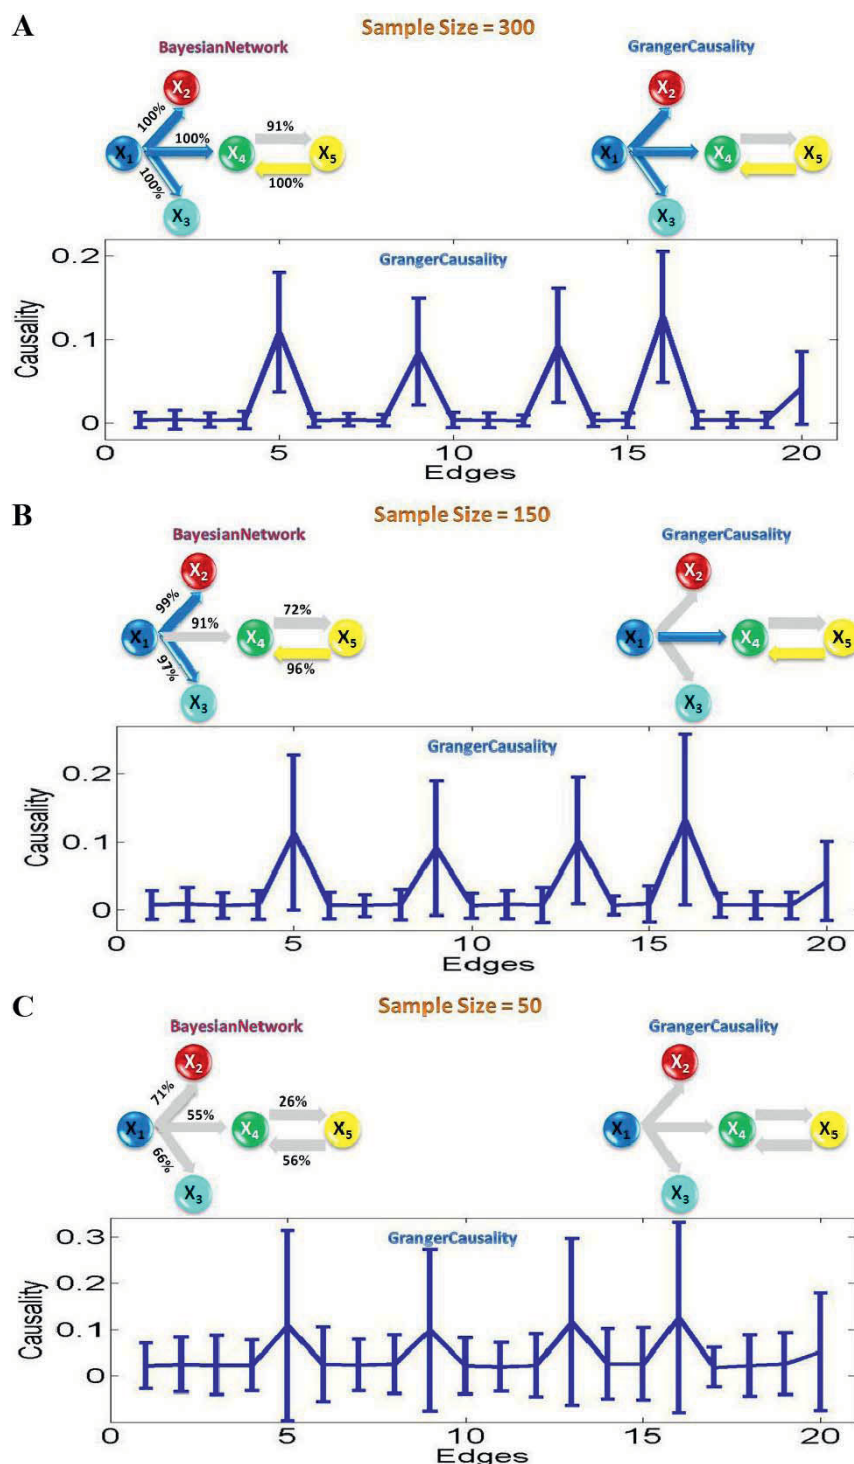 A
Sample Size = 300
BayesianNetwork
GrangerCausality
X2
X2
100%
91%
X1
100%
X4
X5
X1
X4
X5
100%
100%
X3
X3
0.2
GrangerCausality
0.1
Causality
0
0
5
10
15
20
Edges
B
Sample Size = 150
BayesianNetwork
GrangerCausality
X2
X2
99%
72%
X1
91%
X4
X5
X1
X4
X5
97%
96%
X3
X3
GrangerCausality
0.2
0.1
Causality
0
0
5
10
15
20
Edges
C
Sample Size = 50
BayesianNetwork
GrangerCausality
X2
X2
71%
26%
X1
55%
X4
X5
X1
X4
X5
66%
56%
X3
X3
0.3
GrangerCausality
0.2
Causality
0.1
0
0
5
10
15
20
Edges